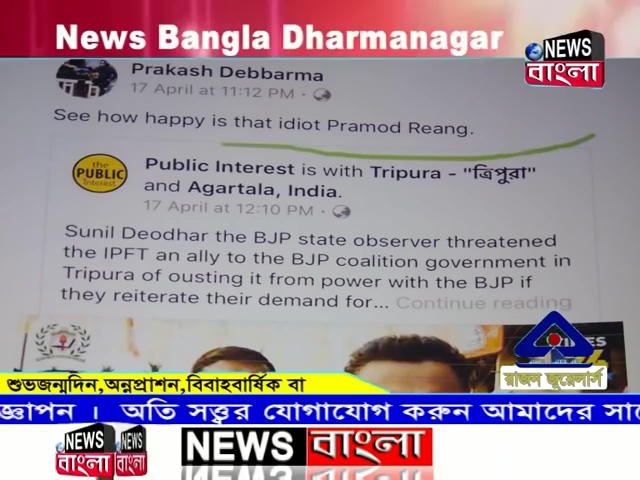 News Bangla Dharmanagar
NEWS
বাংলা
Prakash Debbarma
17 April at 11:12 PM ·
See how happy is that idiot Pramod Reang.
the
PUBLIC
interest
Public Interest is with Tripura - "ত্রিপুরা"
and Agartala, India.
17 April at 12:10 PM ·
Sunil Deodhar the BJP state observer threatened
the IPFT an ally to the BJP coalition government in
Tripura of ousting it from power with the BJP if
they reiterate their demand for... Continue reading
রাজল জুয়েলার্স
শুভজন্মদিন,অন্নপ্রাশন,বিবাহবার্ষিক বা
জ্ঞাপন । অতি সত্ত্বর যোগাযোগ করুন আমাদের সাে
NEWS
বাংলা
NEWS
বাংলা
NEWS বাংলা